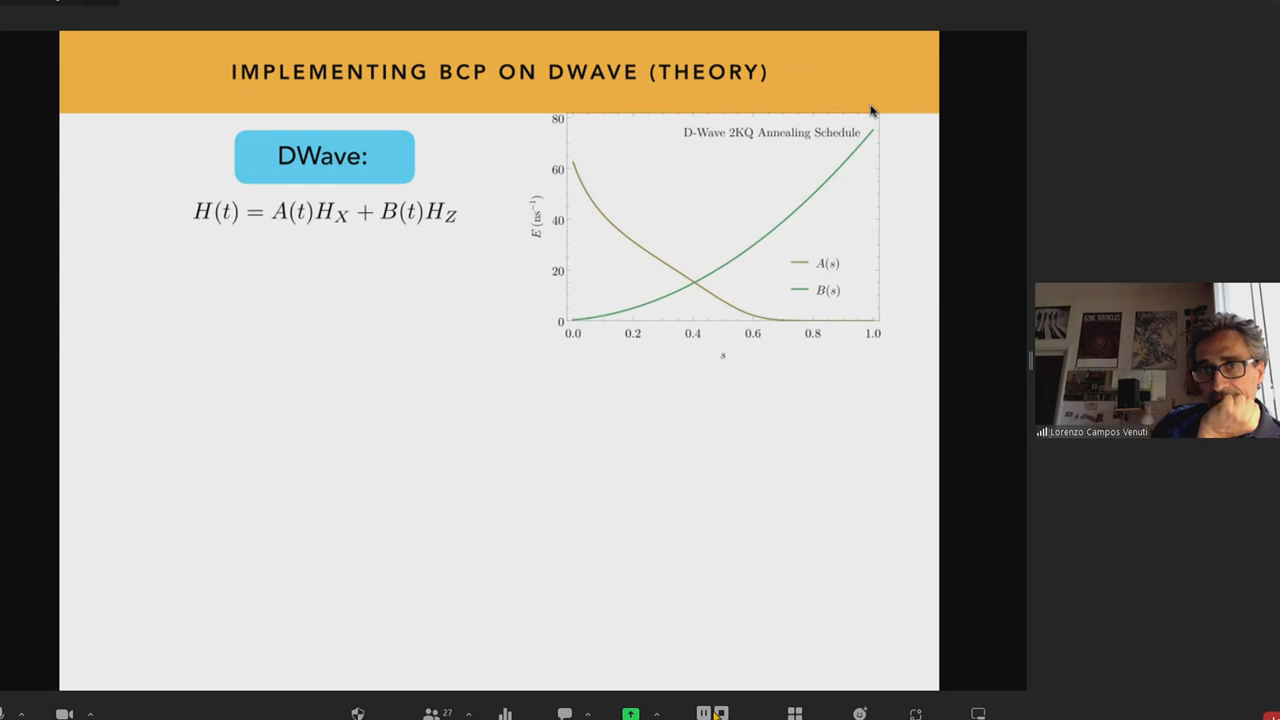 IMPLEMENTING BCP ON DWAVE (THEORY)
DWave:
H(t) = A(t)H_X + B(t)H_Z
D-Wave 2KQ Annealing Schedule
80
60
40
20
0
E (ns⁻¹)
A(s)
B(s)
0.0 0.2 0.4 0.6 0.8 1.0
s
Lorenzo Campos Venuti
27